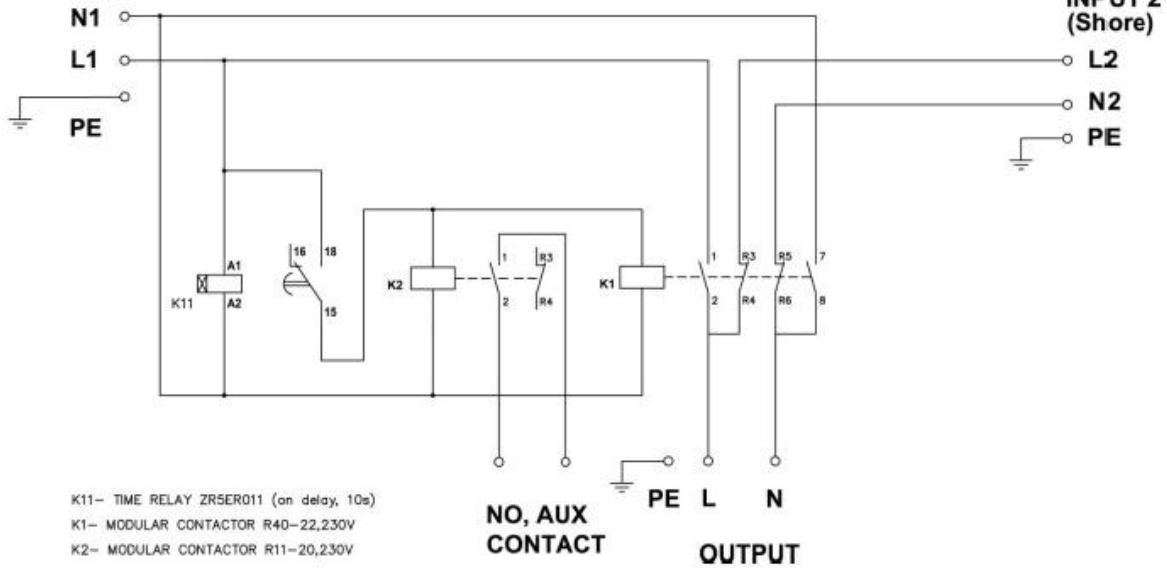 N1
INPUT 2
(Shore)
L1
L2
PE
N2
PE
16
18
A1
K11
A2
15
K2
1
R3
2
R4
K1
1
R3
R5
7
2
R4
R6
8
PE
L
N
NO, AUX
CONTACT
OUTPUT
K11- TIME RELAY ZR5ER011 (on delay, 10s)
K1- MODULAR CONTACTOR R40-22,230V
K2- MODULAR CONTACTOR R11-20,230V